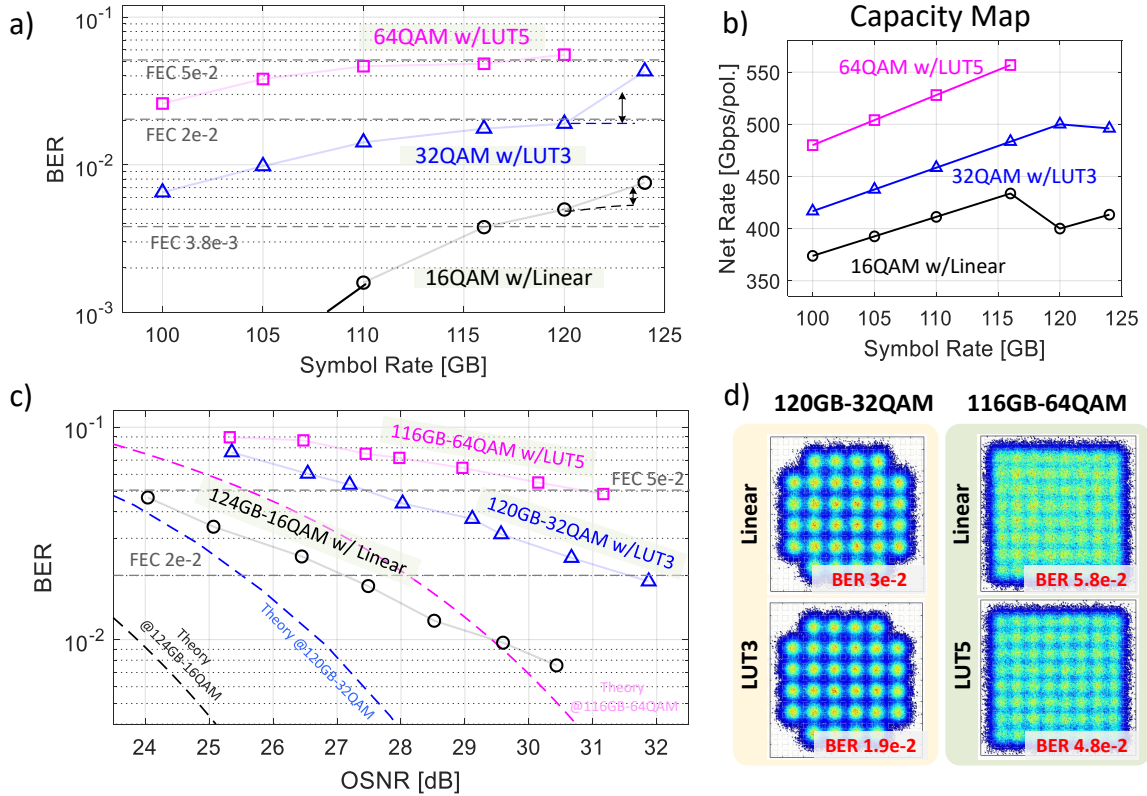 a)
10^-1
10^-2
10^-3
BER
64QAM w/LUT5
FEC 5e-2
FEC 2e-2
32QAM w/LUT3
FEC 3.8e-3
16QAM w/Linear
100 105 110 115 120 125
Symbol Rate [GB]
b)
Capacity Map
550
500
450
400
350
Net Rate [Gbps/pol.]
64QAM w/LUT5
32QAM w/LUT3
16QAM w/Linear
100 105 110 115 120 125
Symbol Rate [GB]
c)
10^-1
10^-2
BER
116GB-64QAM w/LUT5
FEC 5e-2
124GB-16QAM w/ Linear
120GB-32QAM w/LUT3
FEC 2e-2
Theory
@124GB-16QAM
Theory @120GB-32QAM
Theory
@116GB-64QAM
24 25 26 27 28 29 30 31 32
OSNR [dB]
d)
120GB-32QAM 116GB-64QAM
Linear
BER 3e-2
Linear
BER 5.8e-2
LUT3
BER 1.9e-2
LUT5
BER 4.8e-2